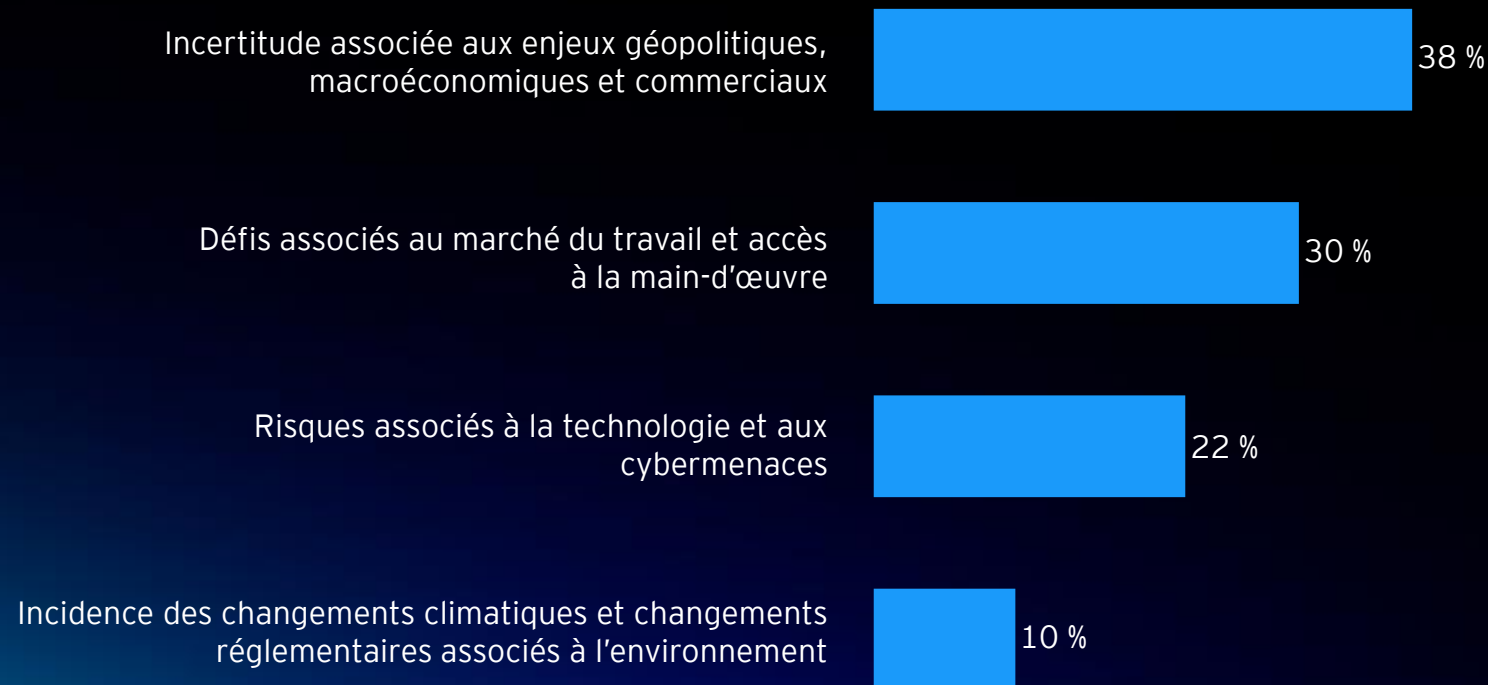 Incertitude associée aux enjeux géopolitiques,
macroéconomiques et commerciaux
38 %
Défis associés au marché du travail et accès
à la main-d’œuvre
30 %
Risques associés à la technologie et aux
cybermenaces
22 %
Incidence des changements climatiques et changements
réglementaires associés à l’environnement
10 %